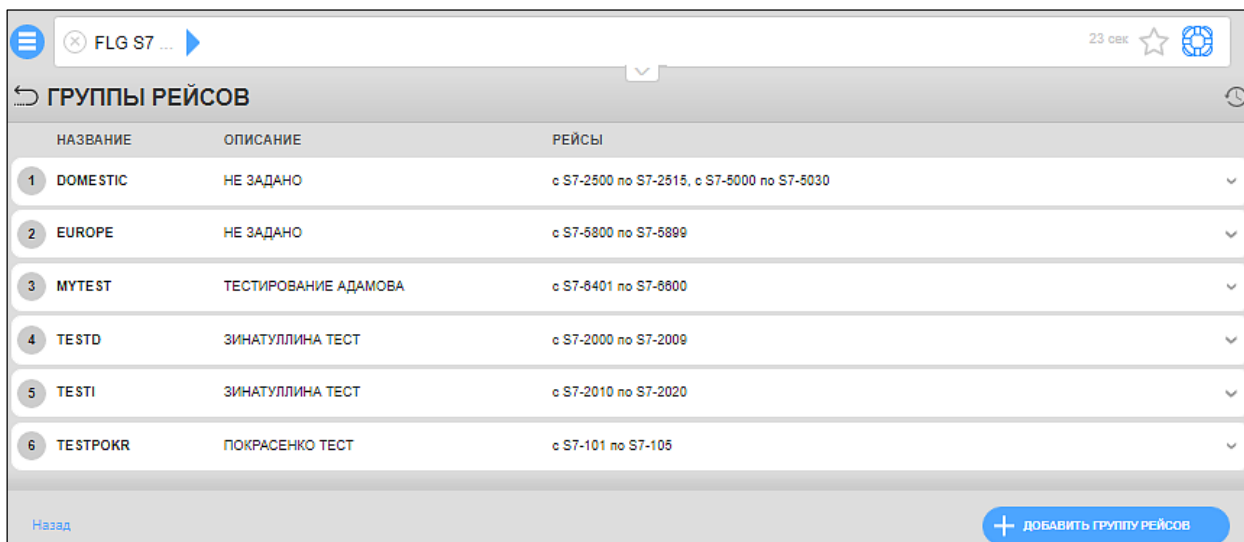 FLG S7 ... 23 сек
ГРУППЫ РЕЙСОВ
НАЗВАНИЕ ОПИСАНИЕ РЕЙСЫ
1 DOMESTIC НЕ ЗАДАНО с S7-2500 по S7-2515, с S7-5000 по S7-5030
2 EUROPE НЕ ЗАДАНО с S7-5800 по S7-5899
3 MYTEST ТЕСТИРОВАНИЕ АДАМОВА с S7-6401 по S7-6600
4 TESTD ЗИНАТУЛЛИНА ТЕСТ с S7-2000 по S7-2009
5 TESTI ЗИНАТУЛЛИНА ТЕСТ с S7-2010 по S7-2020
6 TESTPOKR ПОКРАСЕНКО ТЕСТ с S7-101 по S7-105
Назад ДОБАВИТЬ ГРУППУ РЕЙСОВ